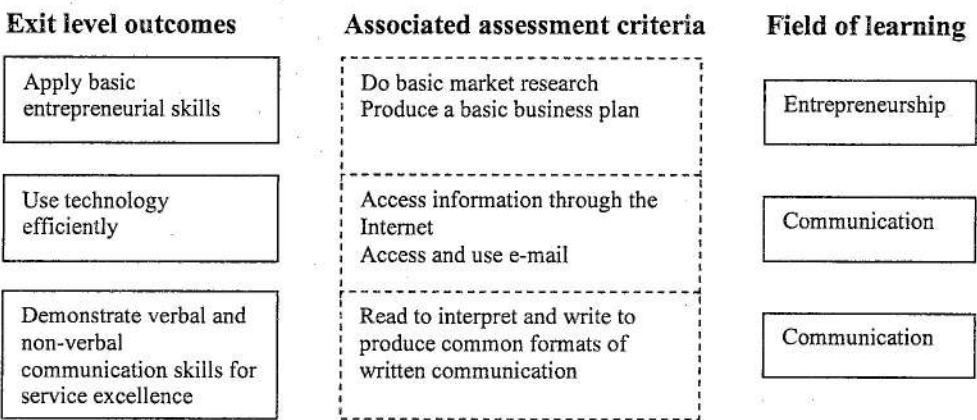 Exit level outcomes
Associated assessment criteria
Field of learning
Apply basic
entrepreneurial skills
Do basic market research
Produce a basic business plan
Entrepreneurship
Use technology
efficiently
Access information through the
Internet
Access and use e-mail
Communication
Demonstrate verbal and
non-verbal
communication skills for
service excellence
Read to interpret and write to
produce common formats of
written communication
Communication